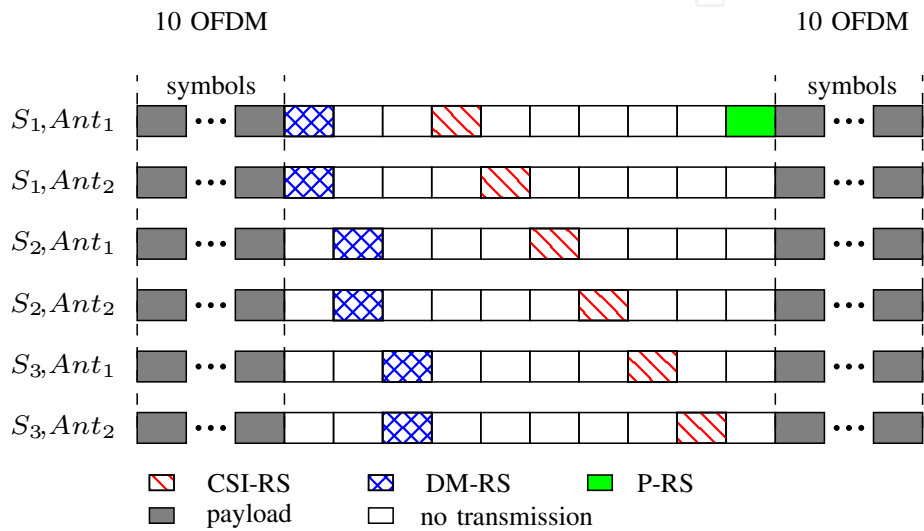 10 OFDM 10 OFDM
symbols symbols
S₁,Ant₁
S₁,Ant₂
S₂,Ant₁
S₂,Ant₂
S₃,Ant₁
S₃,Ant₂
CSI-RS DM-RS P-RS
payload no transmission